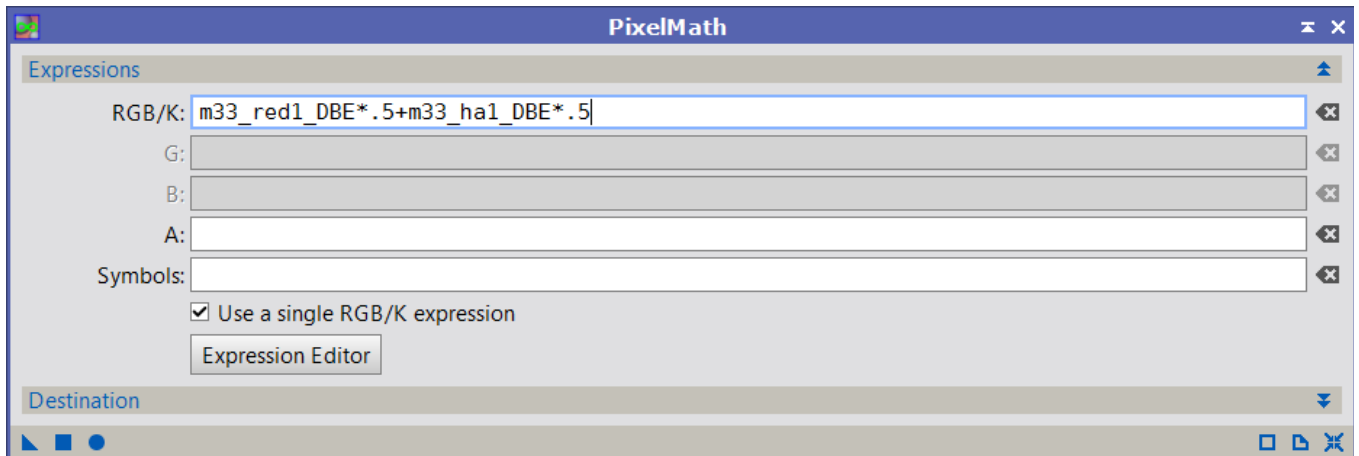 PixelMath
Expressions
RGB/K: m33_red1_DBE*.5+m33_ha1_DBE*.5
G:
B:
A:
Symbols:
Use a single RGB/K expression
Expression Editor
Destination